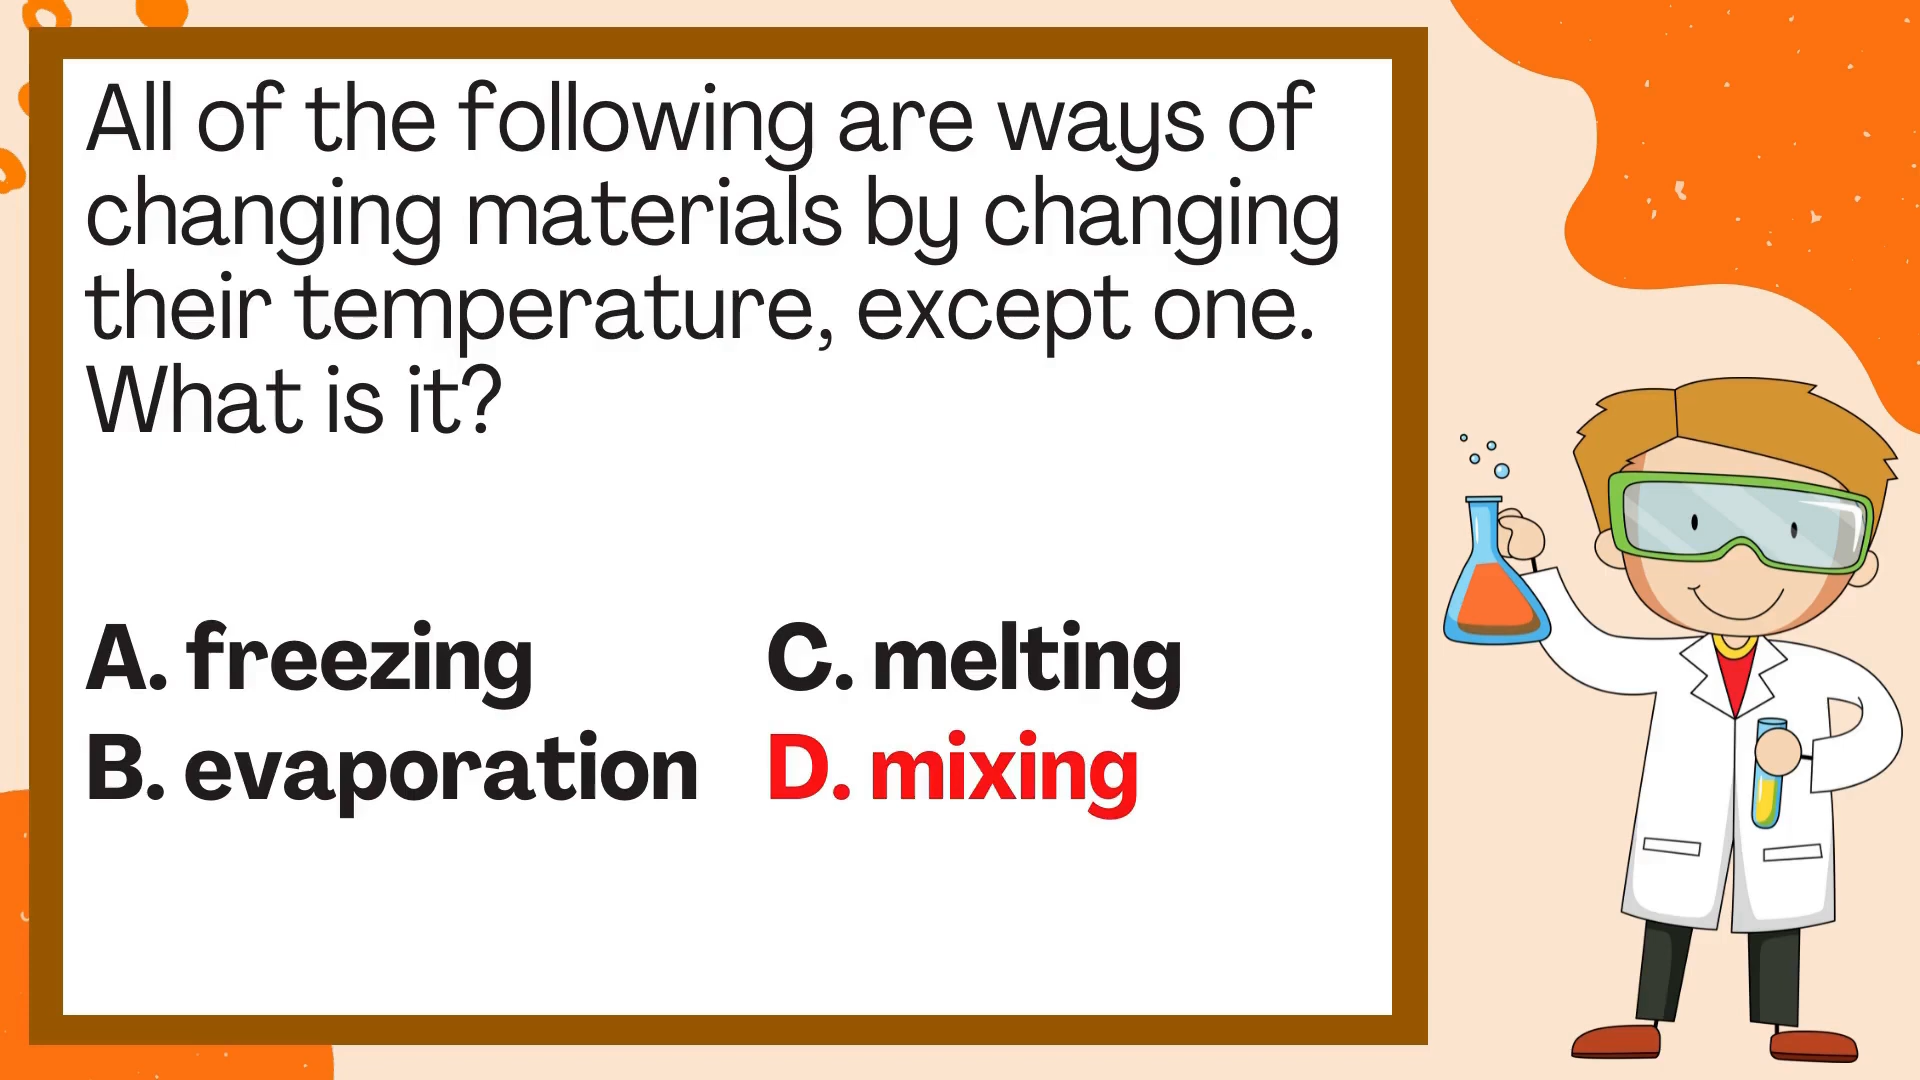 All of the following are ways of
changing materials by changing
their temperature, except one.
What is it?
A. freezing
B. evaporation
C. melting
D. mixing